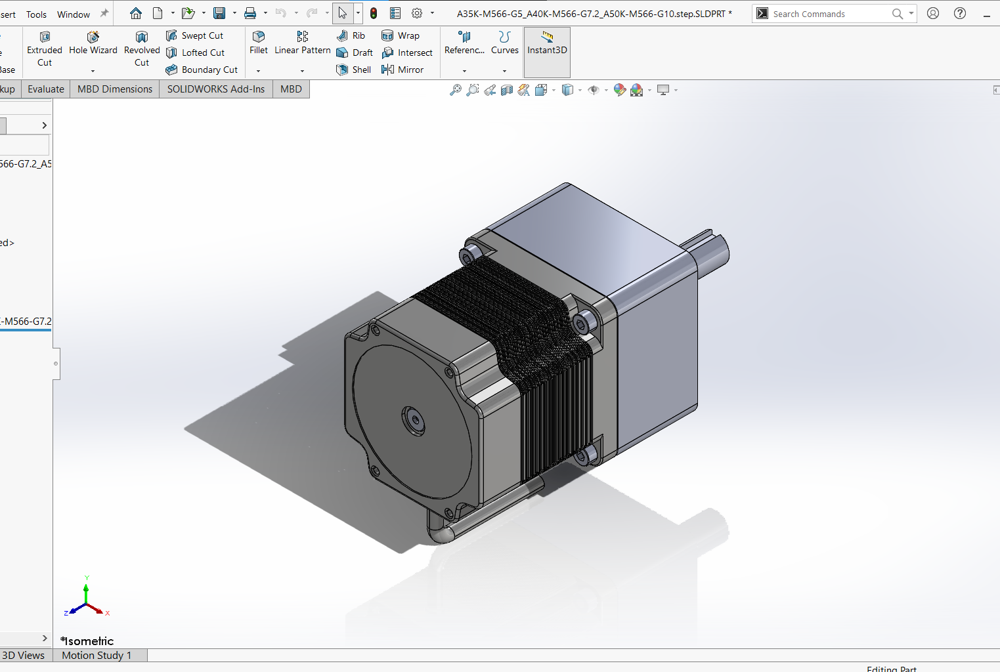 sert Tools Window A35K-M566-G5_A40K-M566-G7.2_A50K-M566-G10.step.SLDPRT * Search Commands
Extruded Cut
Hole Wizard
Revolved Cut
Swept Cut
Lofted Cut
Boundary Cut
Fillet
Linear Pattern
Rib
Draft
Shell
Wrap
Intersect
Mirror
Referenc...
Curves
Instant3D
e
Base
kup Evaluate MBD Dimensions SOLIDWORKS Add-Ins MBD
566-G7.2_A5
ed>
-M566-G7.2
Y
Z
X
*Isometric
3D Views Motion Study 1
Editing Part